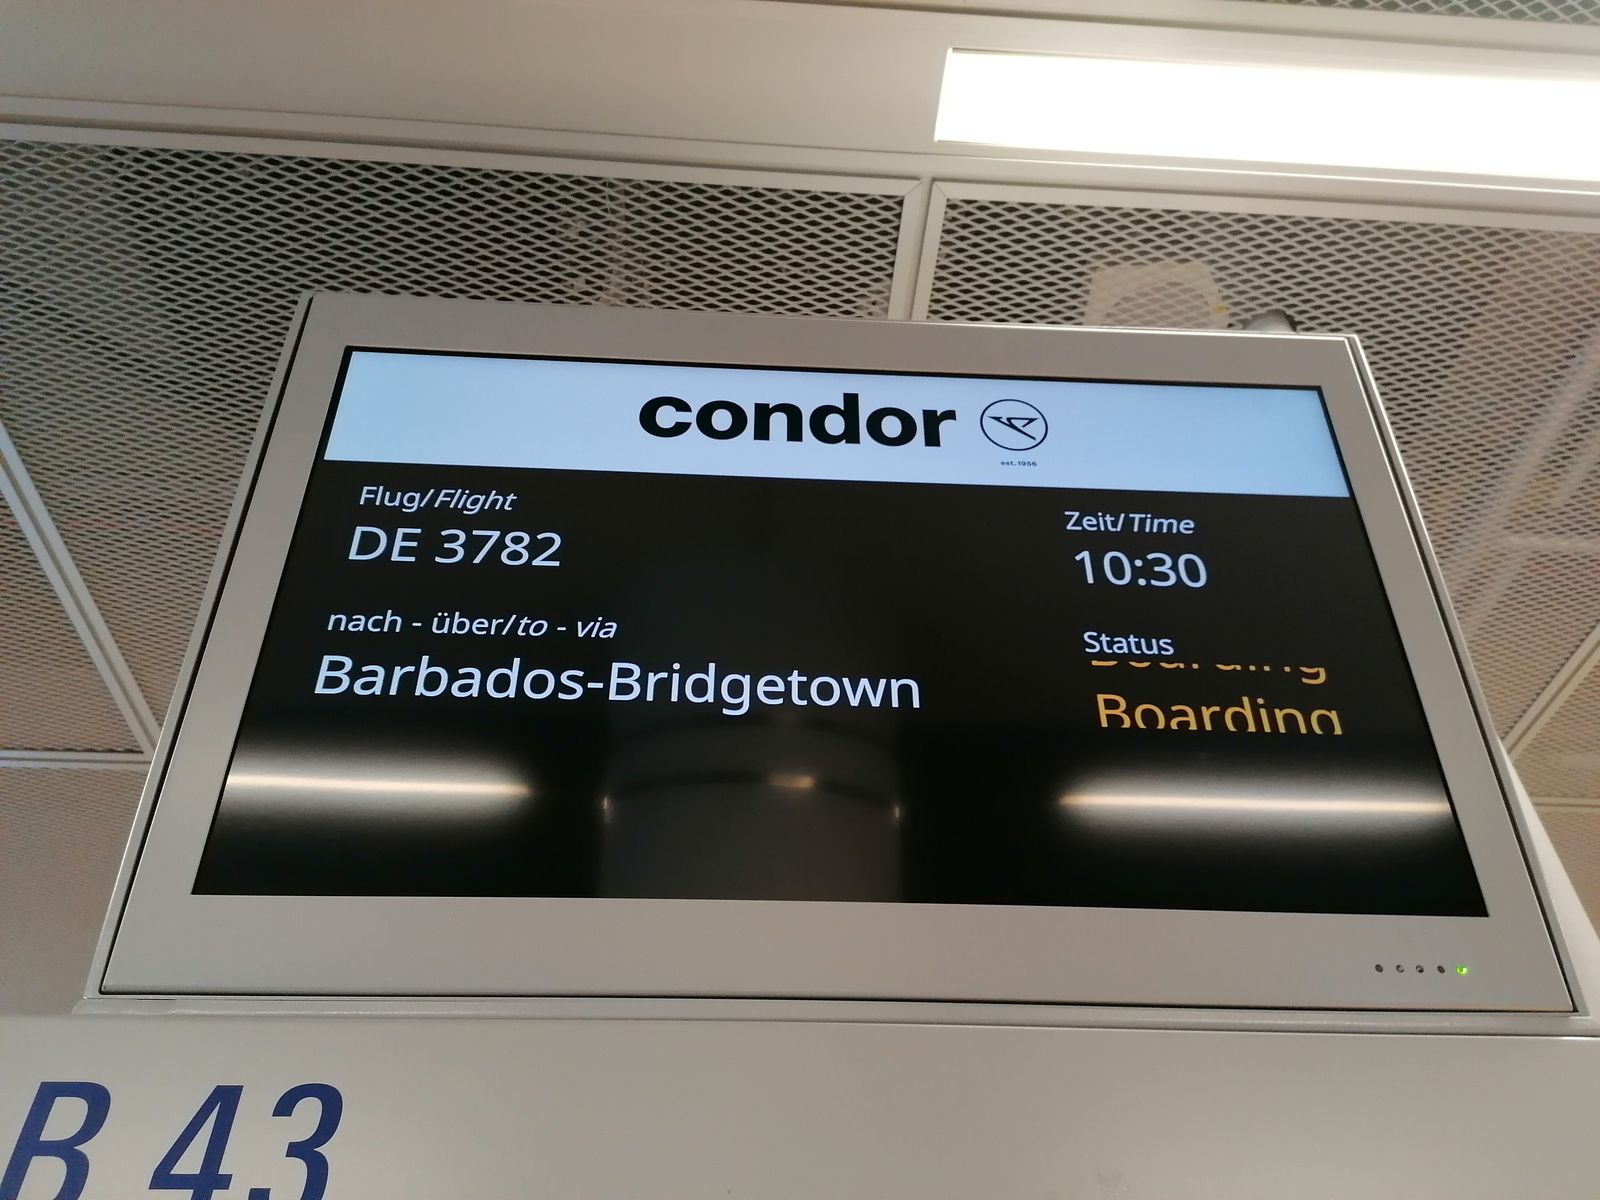 condor
est. 1956
Flug/Flight
DE 3782
Zeit/Time
10:30
nach - über/to - via
Barbados-Bridgetown
Status
Boarding
Boarding
B 43